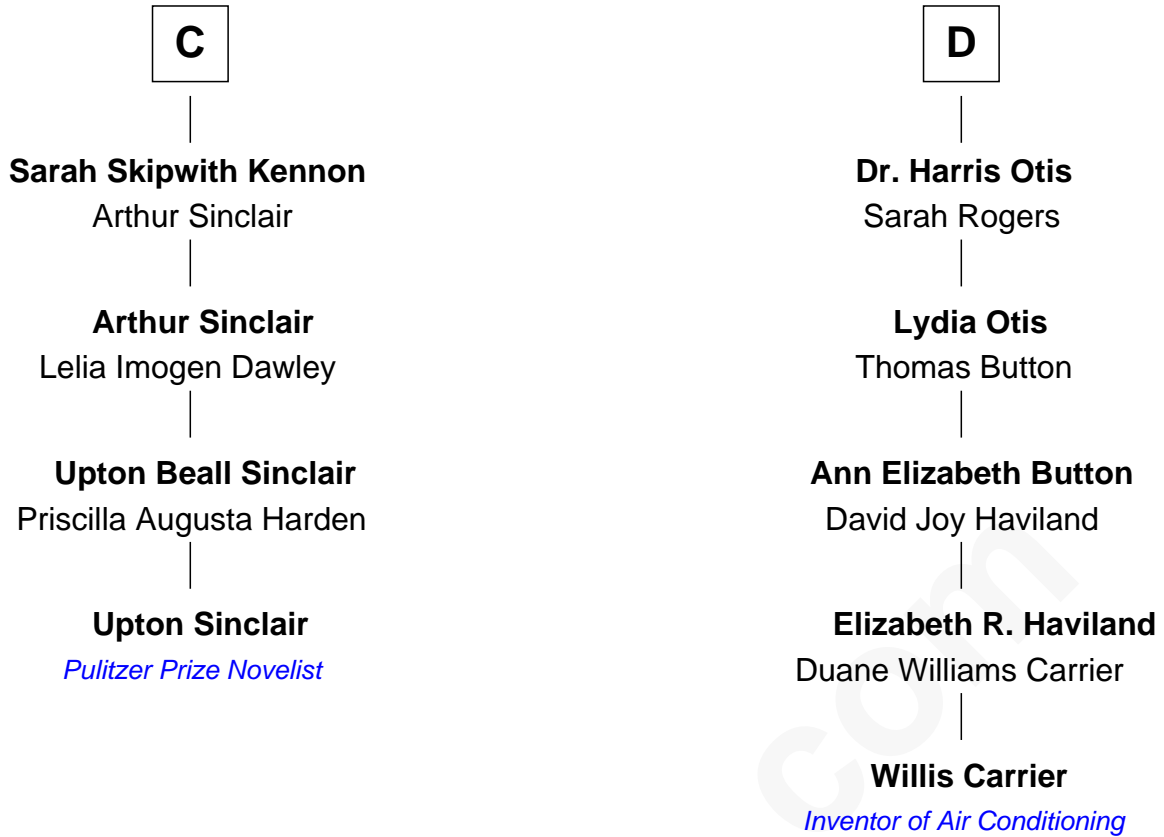 C
Sarah Skipwith Kennon
Arthur Sinclair
Arthur Sinclair
Lelia Imogen Dawley
Upton Beall Sinclair
Priscilla Augusta Harden
Upton Sinclair
Pulitzer Prize Novelist
D
Dr. Harris Otis
Sarah Rogers
Lydia Otis
Thomas Button
Ann Elizabeth Button
David Joy Haviland
Elizabeth R. Haviland
Duane Williams Carrier
Willis Carrier
Inventor of Air Conditioning
com